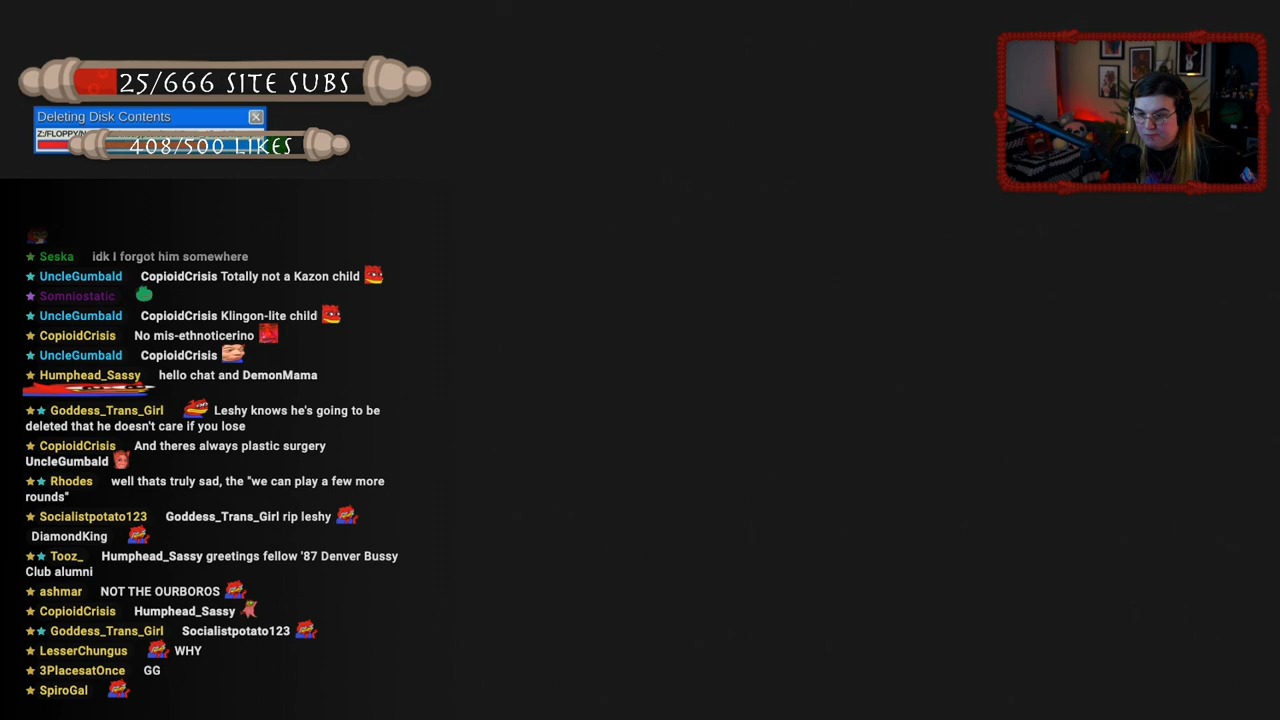 25/666 SITE SUBS
Deleting Disk Contents
Z:/FLOPPY/
408/500 LIKES
Seska idk I forgot him somewhere
UncleGumbald CopioidCrisis Totally not a Kazon child
Somniostatic
UncleGumbald CopioidCrisis Klingon-lite child
CopioidCrisis No mis-ethnoticerino
UncleGumbald CopioidCrisis
Humphead_Sassy hello chat and DemonMama
Goddess_Trans_Girl Leshy knows he's going to be
deleted that he doesn't care if you lose
CopioidCrisis And theres always plastic surgery
UncleGumbald
Rhodes well thats truly sad, the "we can play a few more
rounds"
Socialistpotato123 Goddess_Trans_Girl rip leshy
DiamondKing
Tooz_ Humphead_Sassy greetings fellow '87 Denver Bussy
Club alumni
ashmar NOT THE OURBOROS
CopioidCrisis Humphead_Sassy
Goddess_Trans_Girl Socialistpotato123
LesserChungus WHY
3PlacesatOnce GG
SpiroGal